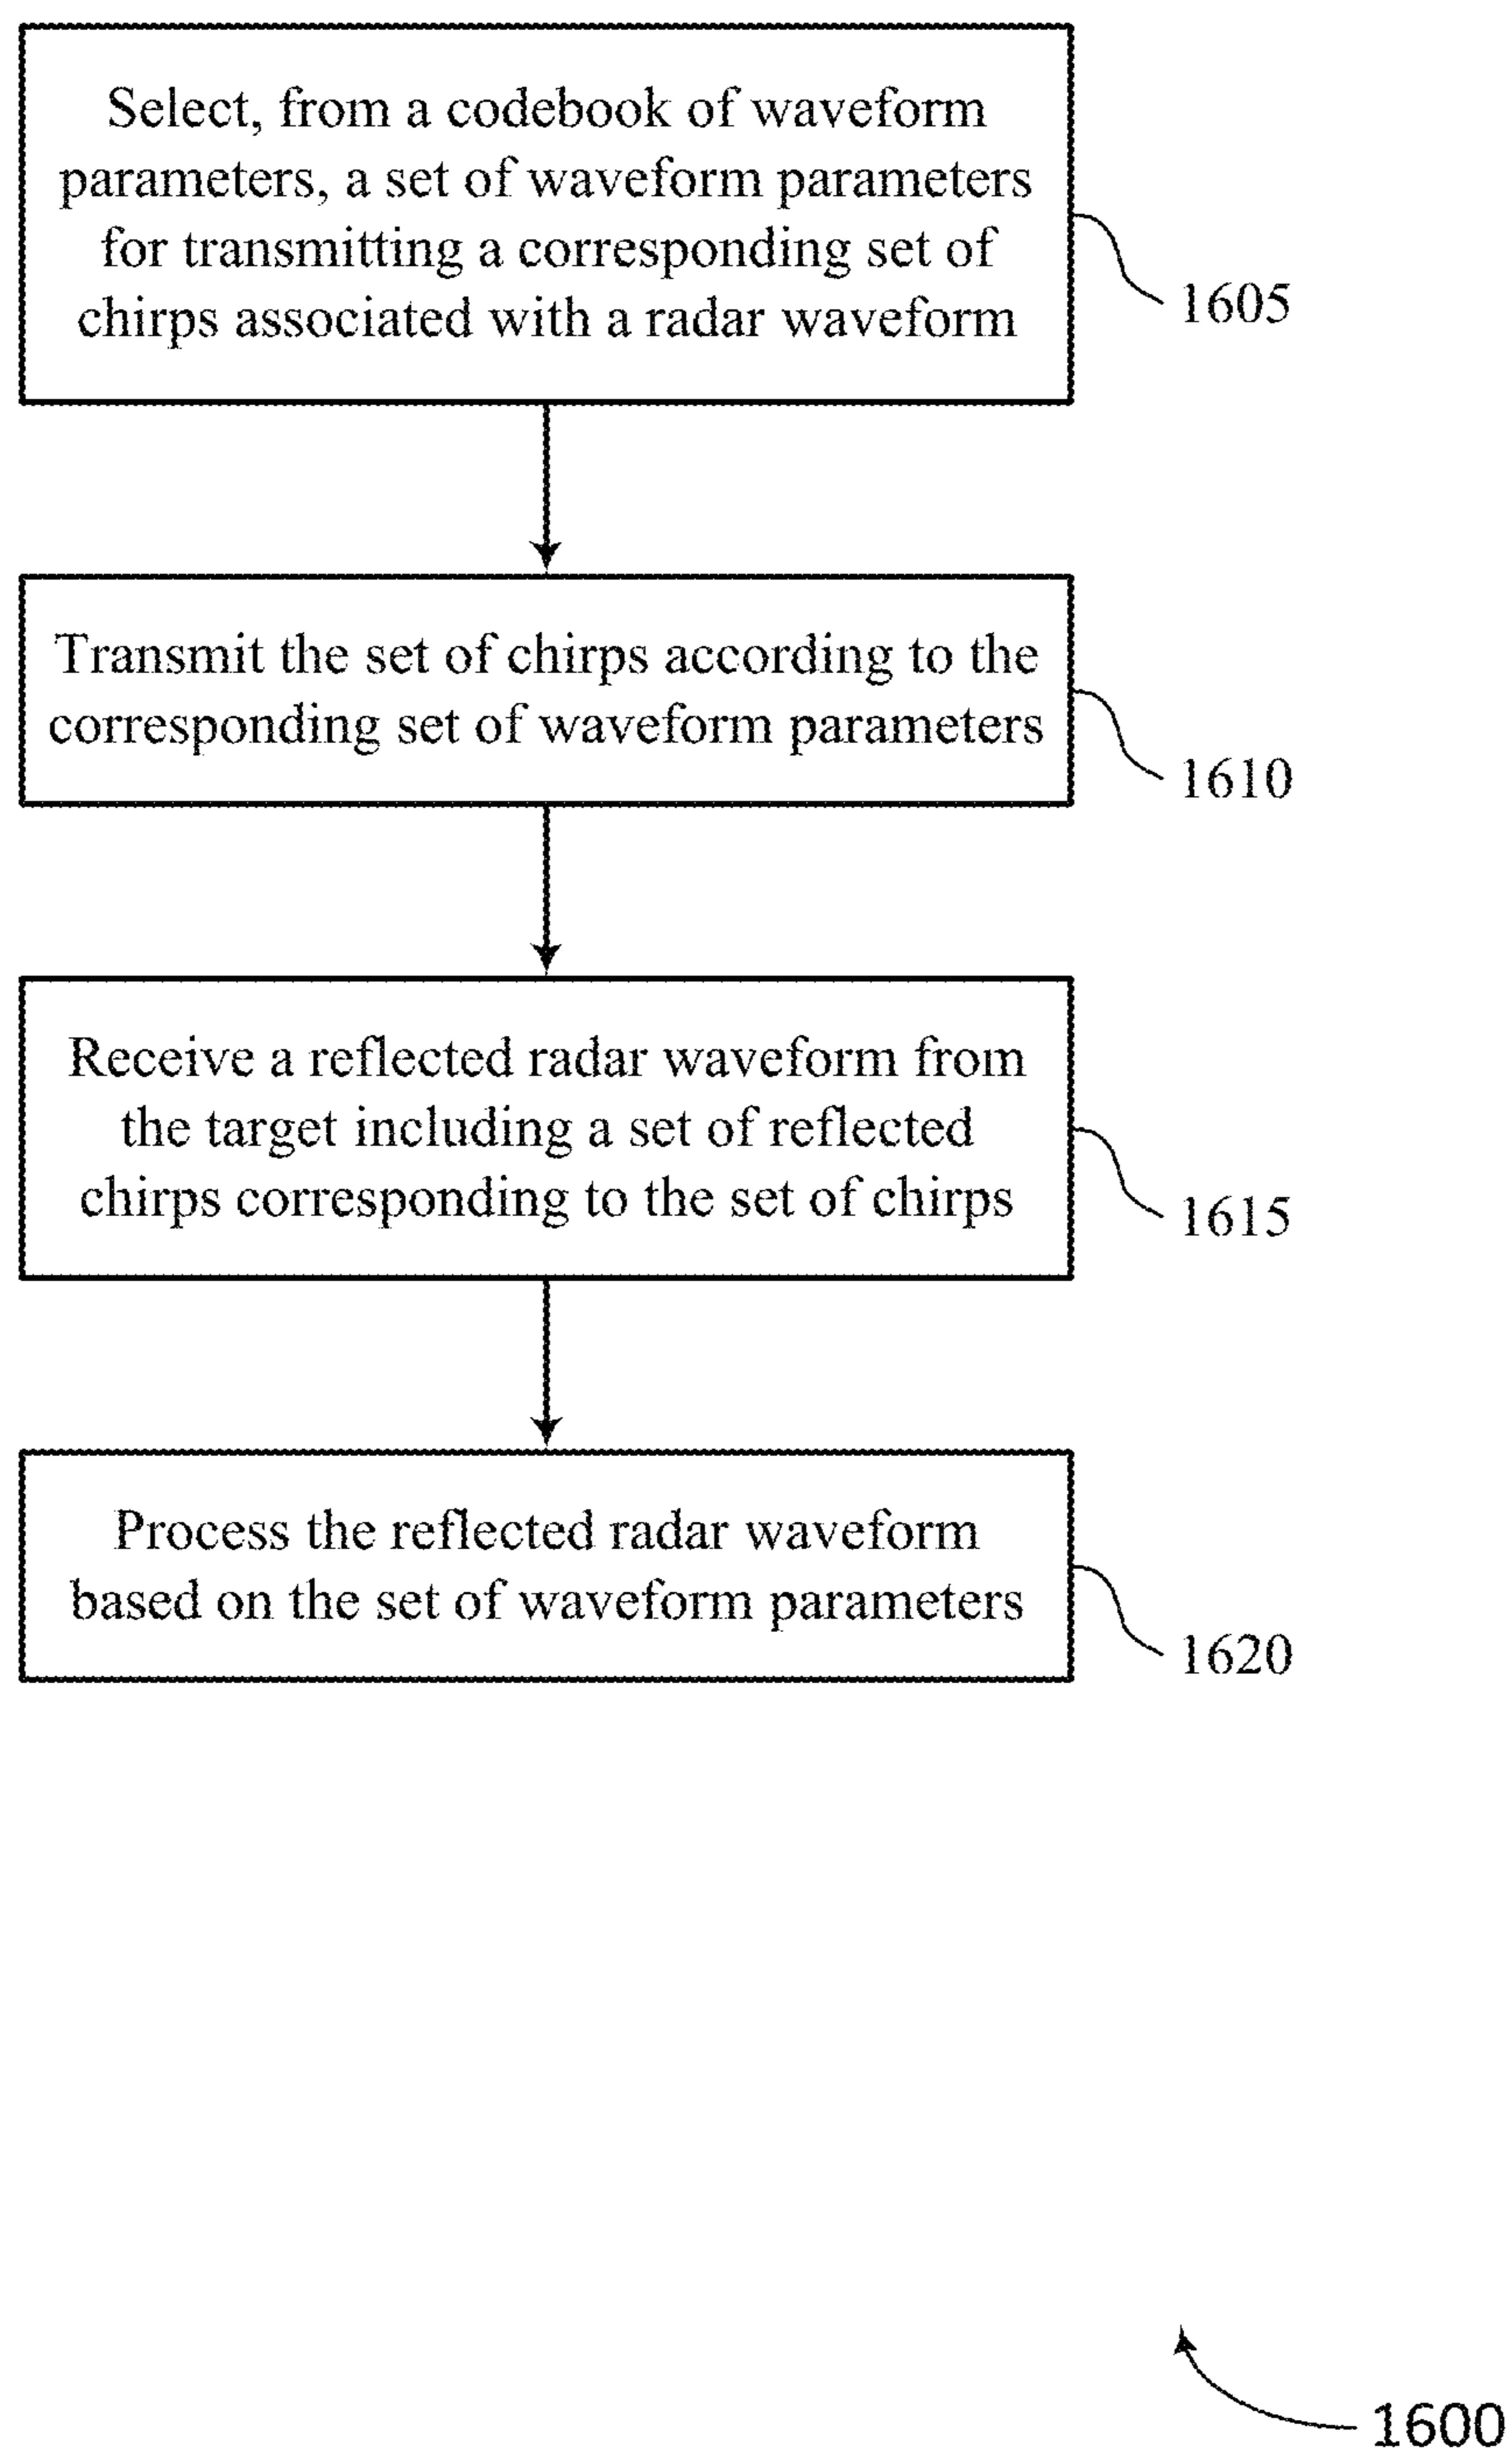 Select, from a codebook of waveform
parameters, a set of waveform parameters
for transmitting a corresponding set of
chirps associated with a radar waveform
1605
Transmit the set of chirps according to the
corresponding set of waveform parameters
1610
Receive a reflected radar waveform from
the target including a set of reflected
chirps corresponding to the set of chirps
1615
Process the reflected radar waveform
based on the set of waveform parameters
1620
1600